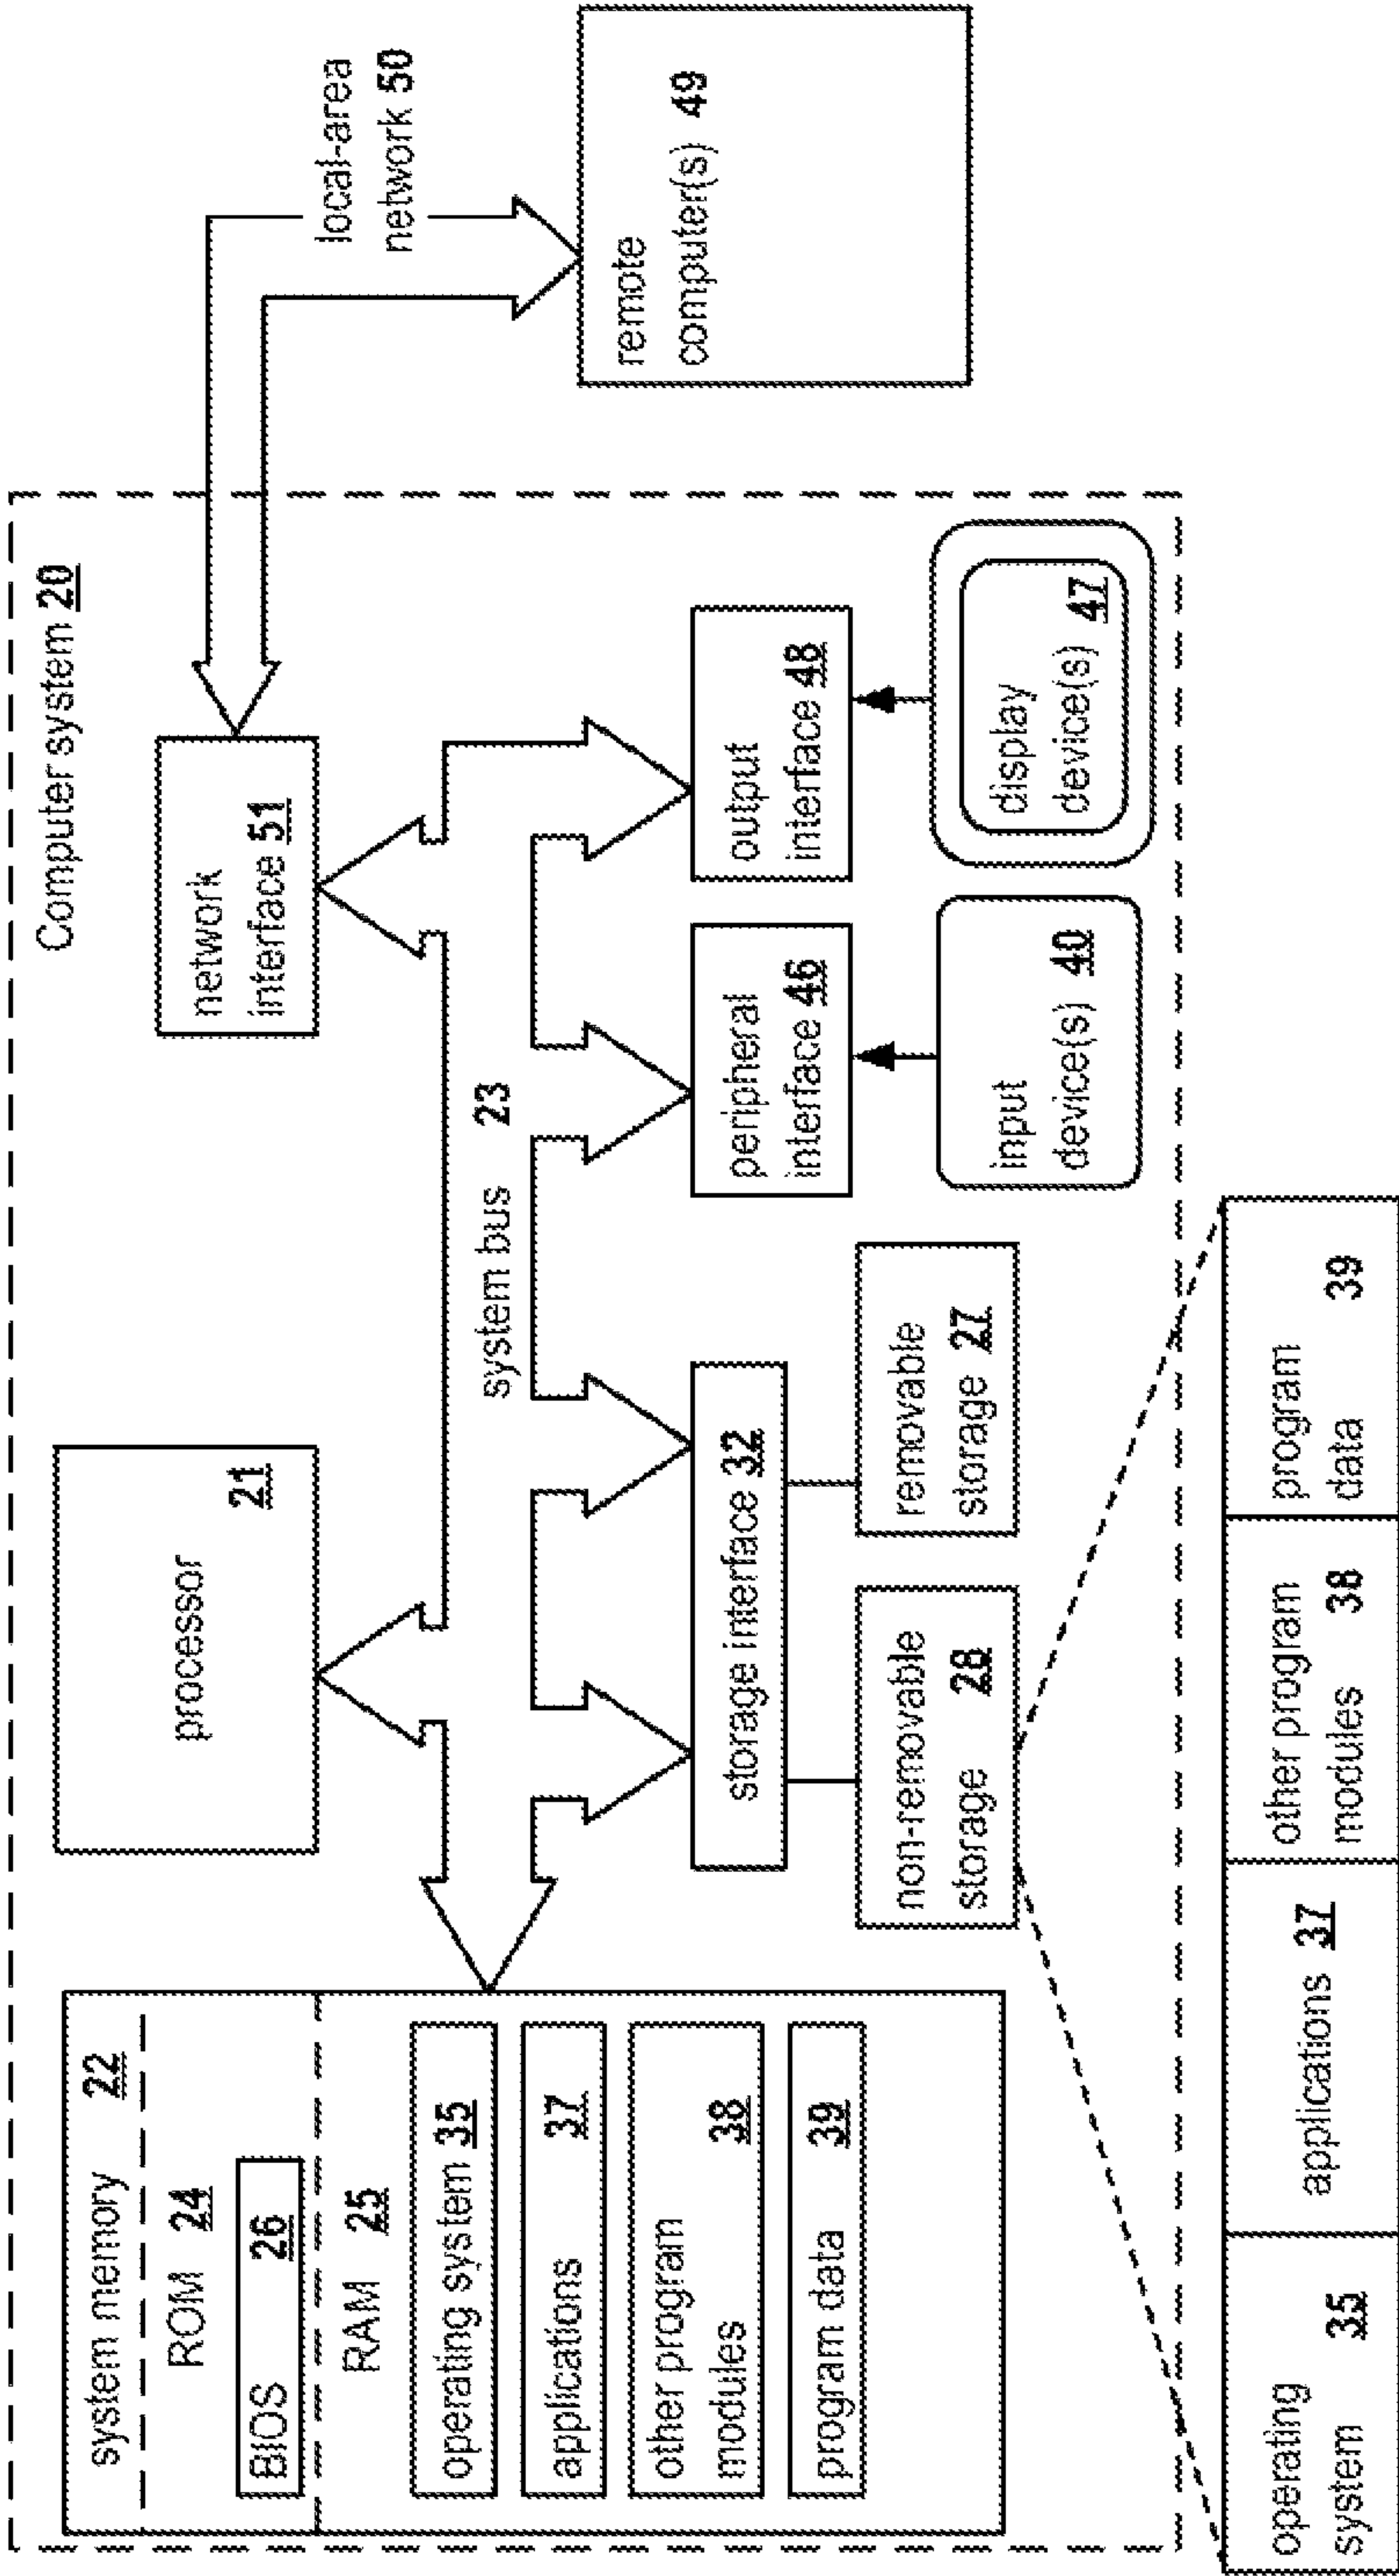 Computer system 20
system memory 22
ROM 24
BIOS 26
RAM 25
operating system 35
applications 37
other program
modules 38
program data 39
processor
21
network
interface 51
local-area
network 50
system bus 23
storage interface 32
peripheral
interface 46
output
interface 48
remote
computer(s) 49
non-removable
storage 28
removable
storage 27
input
device(s) 40
display
device(s) 47
operating
system 35
applications 37
other program
modules 38
program
data 39